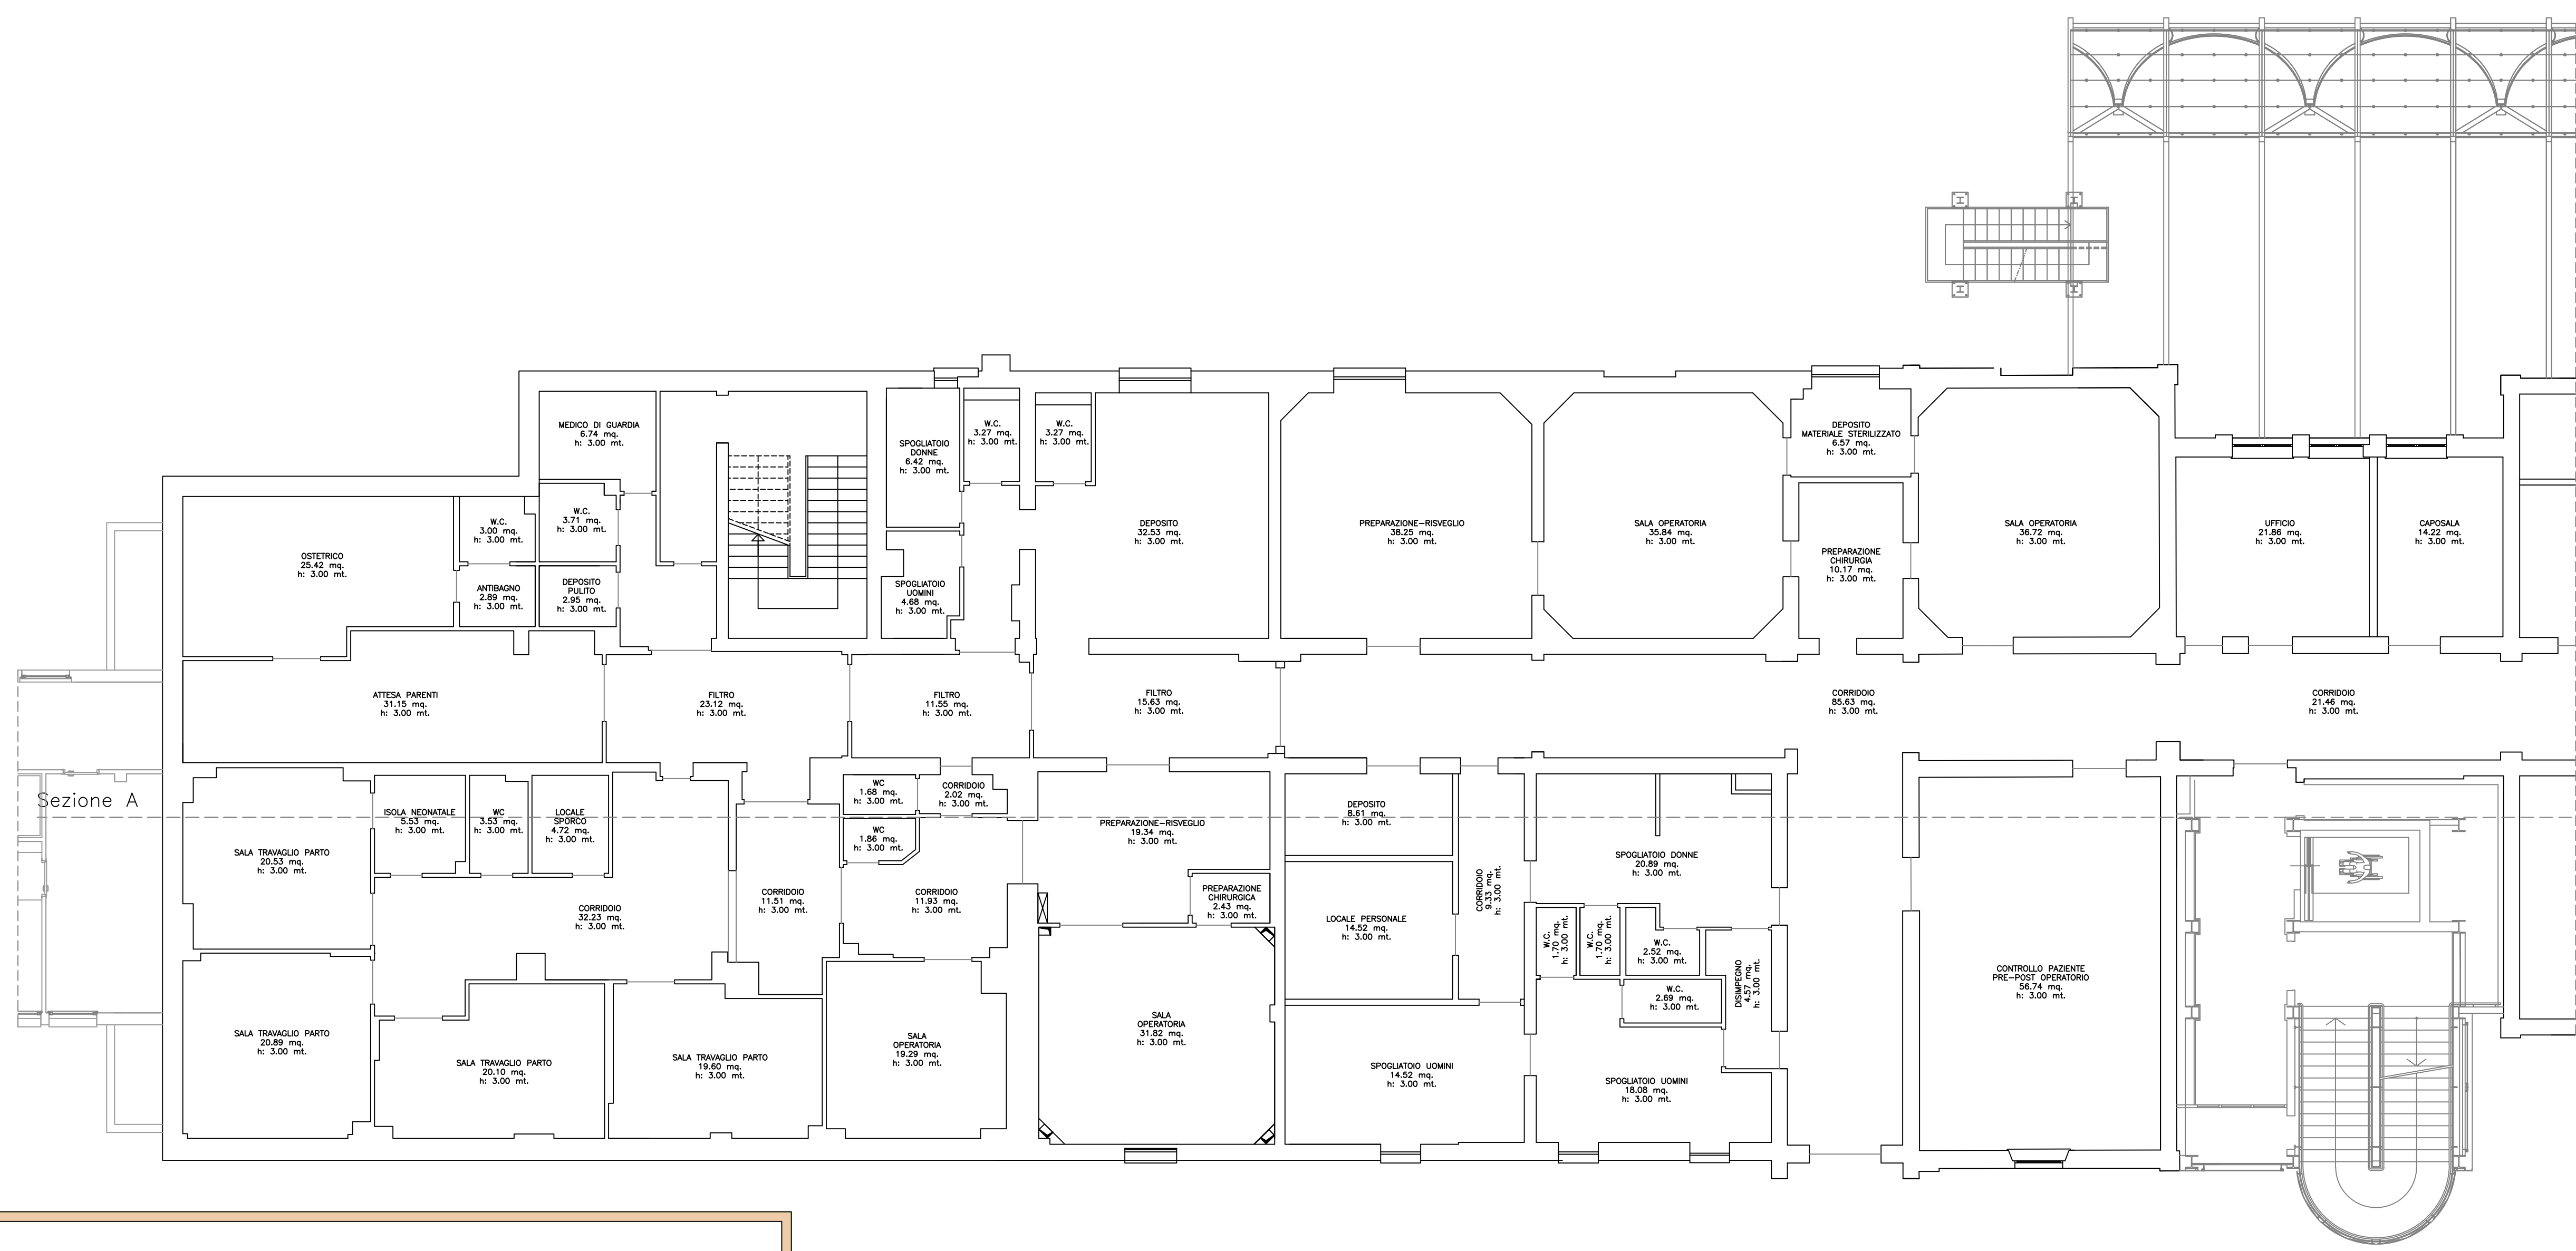 MEDICO DI GUARDIA
6.74 mq.
h: 3.00 mt.
SPOGLIATOIO
DONNE
6.42 mq.
h: 3.00 mt.
W.C.
3.27 mq.
h: 3.00 mt.
W.C.
3.27 mq.
h: 3.00 mt.
DEPOSITO
MATERIALE STERILIZZATO
6.57 mq.
h: 3.00 mt.
OSTETRICO
25.42 mq.
h: 3.00 mt.
W.C.
3.00 mq.
h: 3.00 mt.
W.C.
3.71 mq.
h: 3.00 mt.
ANTIBAGNO
2.89 mq.
h: 3.00 mt.
DEPOSITO
PULITO
2.95 mq.
h: 3.00 mt.
SPOGLIATOIO
UOMINI
4.68 mq.
h: 3.00 mt.
DEPOSITO
32.53 mq.
h: 3.00 mt.
PREPARAZIONE-RISVEGLIO
38.25 mq.
h: 3.00 mt.
SALA OPERATORIA
35.84 mq.
h: 3.00 mt.
PREPARAZIONE
CHIRURGIA
10.17 mq.
h: 3.00 mt.
SALA OPERATORIA
36.72 mq.
h: 3.00 mt.
UFFICIO
21.86 mq.
h: 3.00 mt.
CAPOSALA
14.22 mq.
h: 3.00 mt.
ATTESA PARENTI
31.15 mq.
h: 3.00 mt.
FILTRO
23.12 mq.
h: 3.00 mt.
FILTRO
11.55 mq.
h: 3.00 mt.
FILTRO
15.63 mq.
h: 3.00 mt.
CORRIDOIO
85.63 mq.
h: 3.00 mt.
CORRIDOIO
21.46 mq.
h: 3.00 mt.
Sezione A
SALA TRAVAGLIO PARTO
20.53 mq.
h: 3.00 mt.
ISOLA NEONATALE
5.53 mq.
h: 3.00 mt.
WC
3.53 mq.
h: 3.00 mt.
LOCALE
SPORCO
4.72 mq.
h: 3.00 mt.
WC
1.68 mq.
h: 3.00 mt.
CORRIDOIO
2.02 mq.
h: 3.00 mt.
WC
1.86 mq.
h: 3.00 mt.
PREPARAZIONE-RISVEGLIO
19.34 mq.
h: 3.00 mt.
DEPOSITO
8.61 mq.
h: 3.00 mt.
SPOGLIATOIO DONNE
20.89 mq.
h: 3.00 mt.
CORRIDOIO
32.23 mq.
h: 3.00 mt.
CORRIDOIO
11.51 mq.
h: 3.00 mt.
CORRIDOIO
11.93 mq.
h: 3.00 mt.
PREPARAZIONE
CHIRURGICA
2.43 mq.
h: 3.00 mt.
LOCALE PERSONALE
14.52 mq.
h: 3.00 mt.
CORRIDOIO
9.33 mq.
h: 3.00 mt.
W.C.
1.70 mq.
h: 3.00 mt.
W.C.
1.70 mq.
h: 3.00 mt.
W.C.
2.52 mq.
h: 3.00 mt.
W.C.
2.69 mq.
h: 3.00 mt.
DISIMPEGNO
4.57 mq.
h: 3.00 mt.
CONTROLLO PAZIENTE
PRE-POST OPERATORIO
56.74 mq.
h: 3.00 mt.
SALA TRAVAGLIO PARTO
20.89 mq.
h: 3.00 mt.
SALA TRAVAGLIO PARTO
20.10 mq.
h: 3.00 mt.
SALA TRAVAGLIO PARTO
19.60 mq.
h: 3.00 mt.
SALA
OPERATORIA
19.29 mq.
h: 3.00 mt.
SALA
OPERATORIA
31.82 mq.
h: 3.00 mt.
SPOGLIATOIO UOMINI
14.52 mq.
h: 3.00 mt.
SPOGLIATOIO UOMINI
18.08 mq.
h: 3.00 mt.